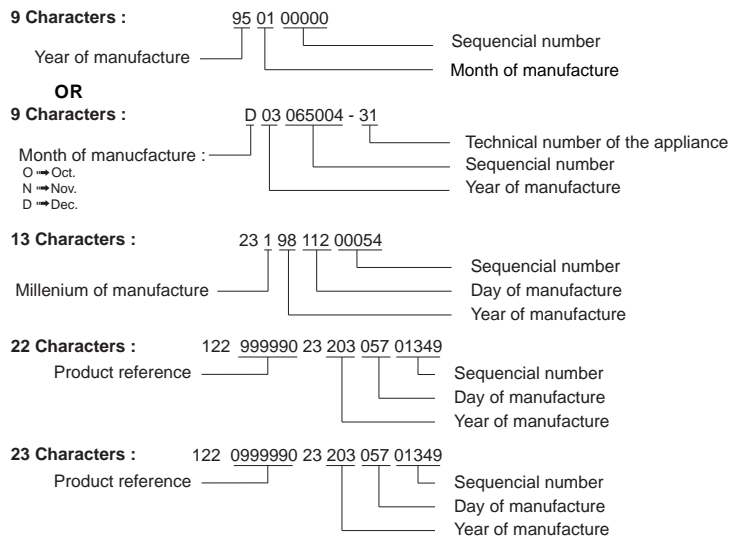 9 Characters : 95 01 00000
Sequencial number
Year of manufacture
Month of manufacture
OR
9 Characters : D 03 065004 - 31
Technical number of the appliance
Month of manucfacture :
Sequencial number
O ➟ Oct.
Year of manufacture
N ➟ Nov.
D ➟ Dec.
13 Characters : 23 1 98 112 00054
Sequencial number
Millenium of manufacture
Day of manufacture
Year of manufacture
22 Characters : 122 999990 23 203 057 01349
Product reference
Sequencial number
Day of manufacture
Year of manufacture
23 Characters : 122 0999990 23 203 057 01349
Product reference
Sequencial number
Day of manufacture
Year of manufacture